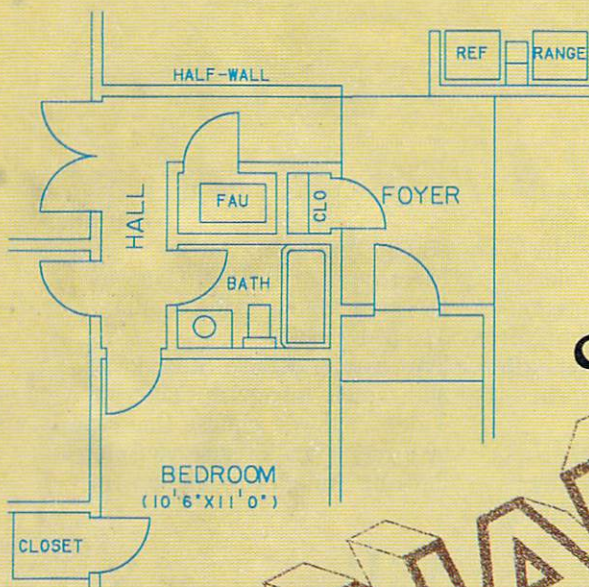 REF RANGE
HALF-WALL
FAU
CLO
HALL
FOYER
BATH
BEDROOM
(10'6"X11'0")
CLOSET